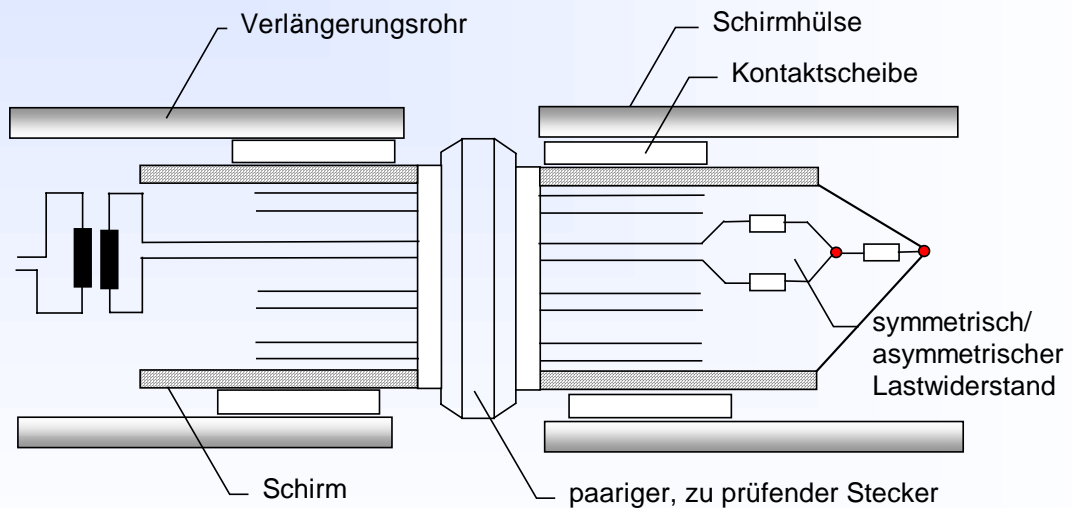 Verlängerungsrohr
Schirmhülse
Kontaktscheibe
symmetrisch/
asymmetrischer
Lastwiderstand
Schirm
paariger, zu prüfender Stecker